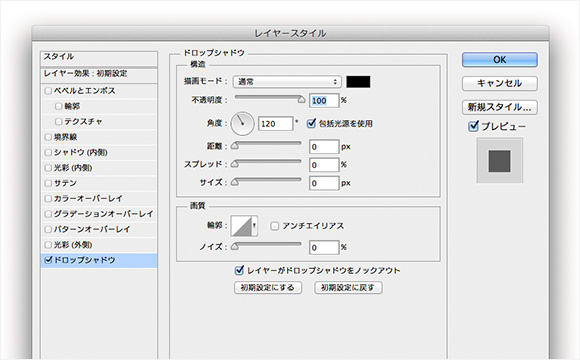 レイヤースタイル
スタイル
レイヤー効果 : 初期設定
ベベルとエンボス
輪郭
テクスチャ
境界線
シャドウ (内側)
光彩 (内側)
サテン
カラーオーバーレイ
グラデーションオーバーレイ
パターンオーバーレイ
光彩 (外側)
ドロップシャドウ
ドロップシャドウ
構造
描画モード : 通常
不透明度 : 100 %
角度 : 120 ° 包括光源を使用
距離 : 0 px
スプレッド : 0 %
サイズ : 0 px
画質
輪郭 : アンチエイリアス
ノイズ : 0 %
レイヤーがドロップシャドウをノックアウト
初期設定にする 初期設定に戻す
OK
キャンセル
新規スタイル...
プレビュー